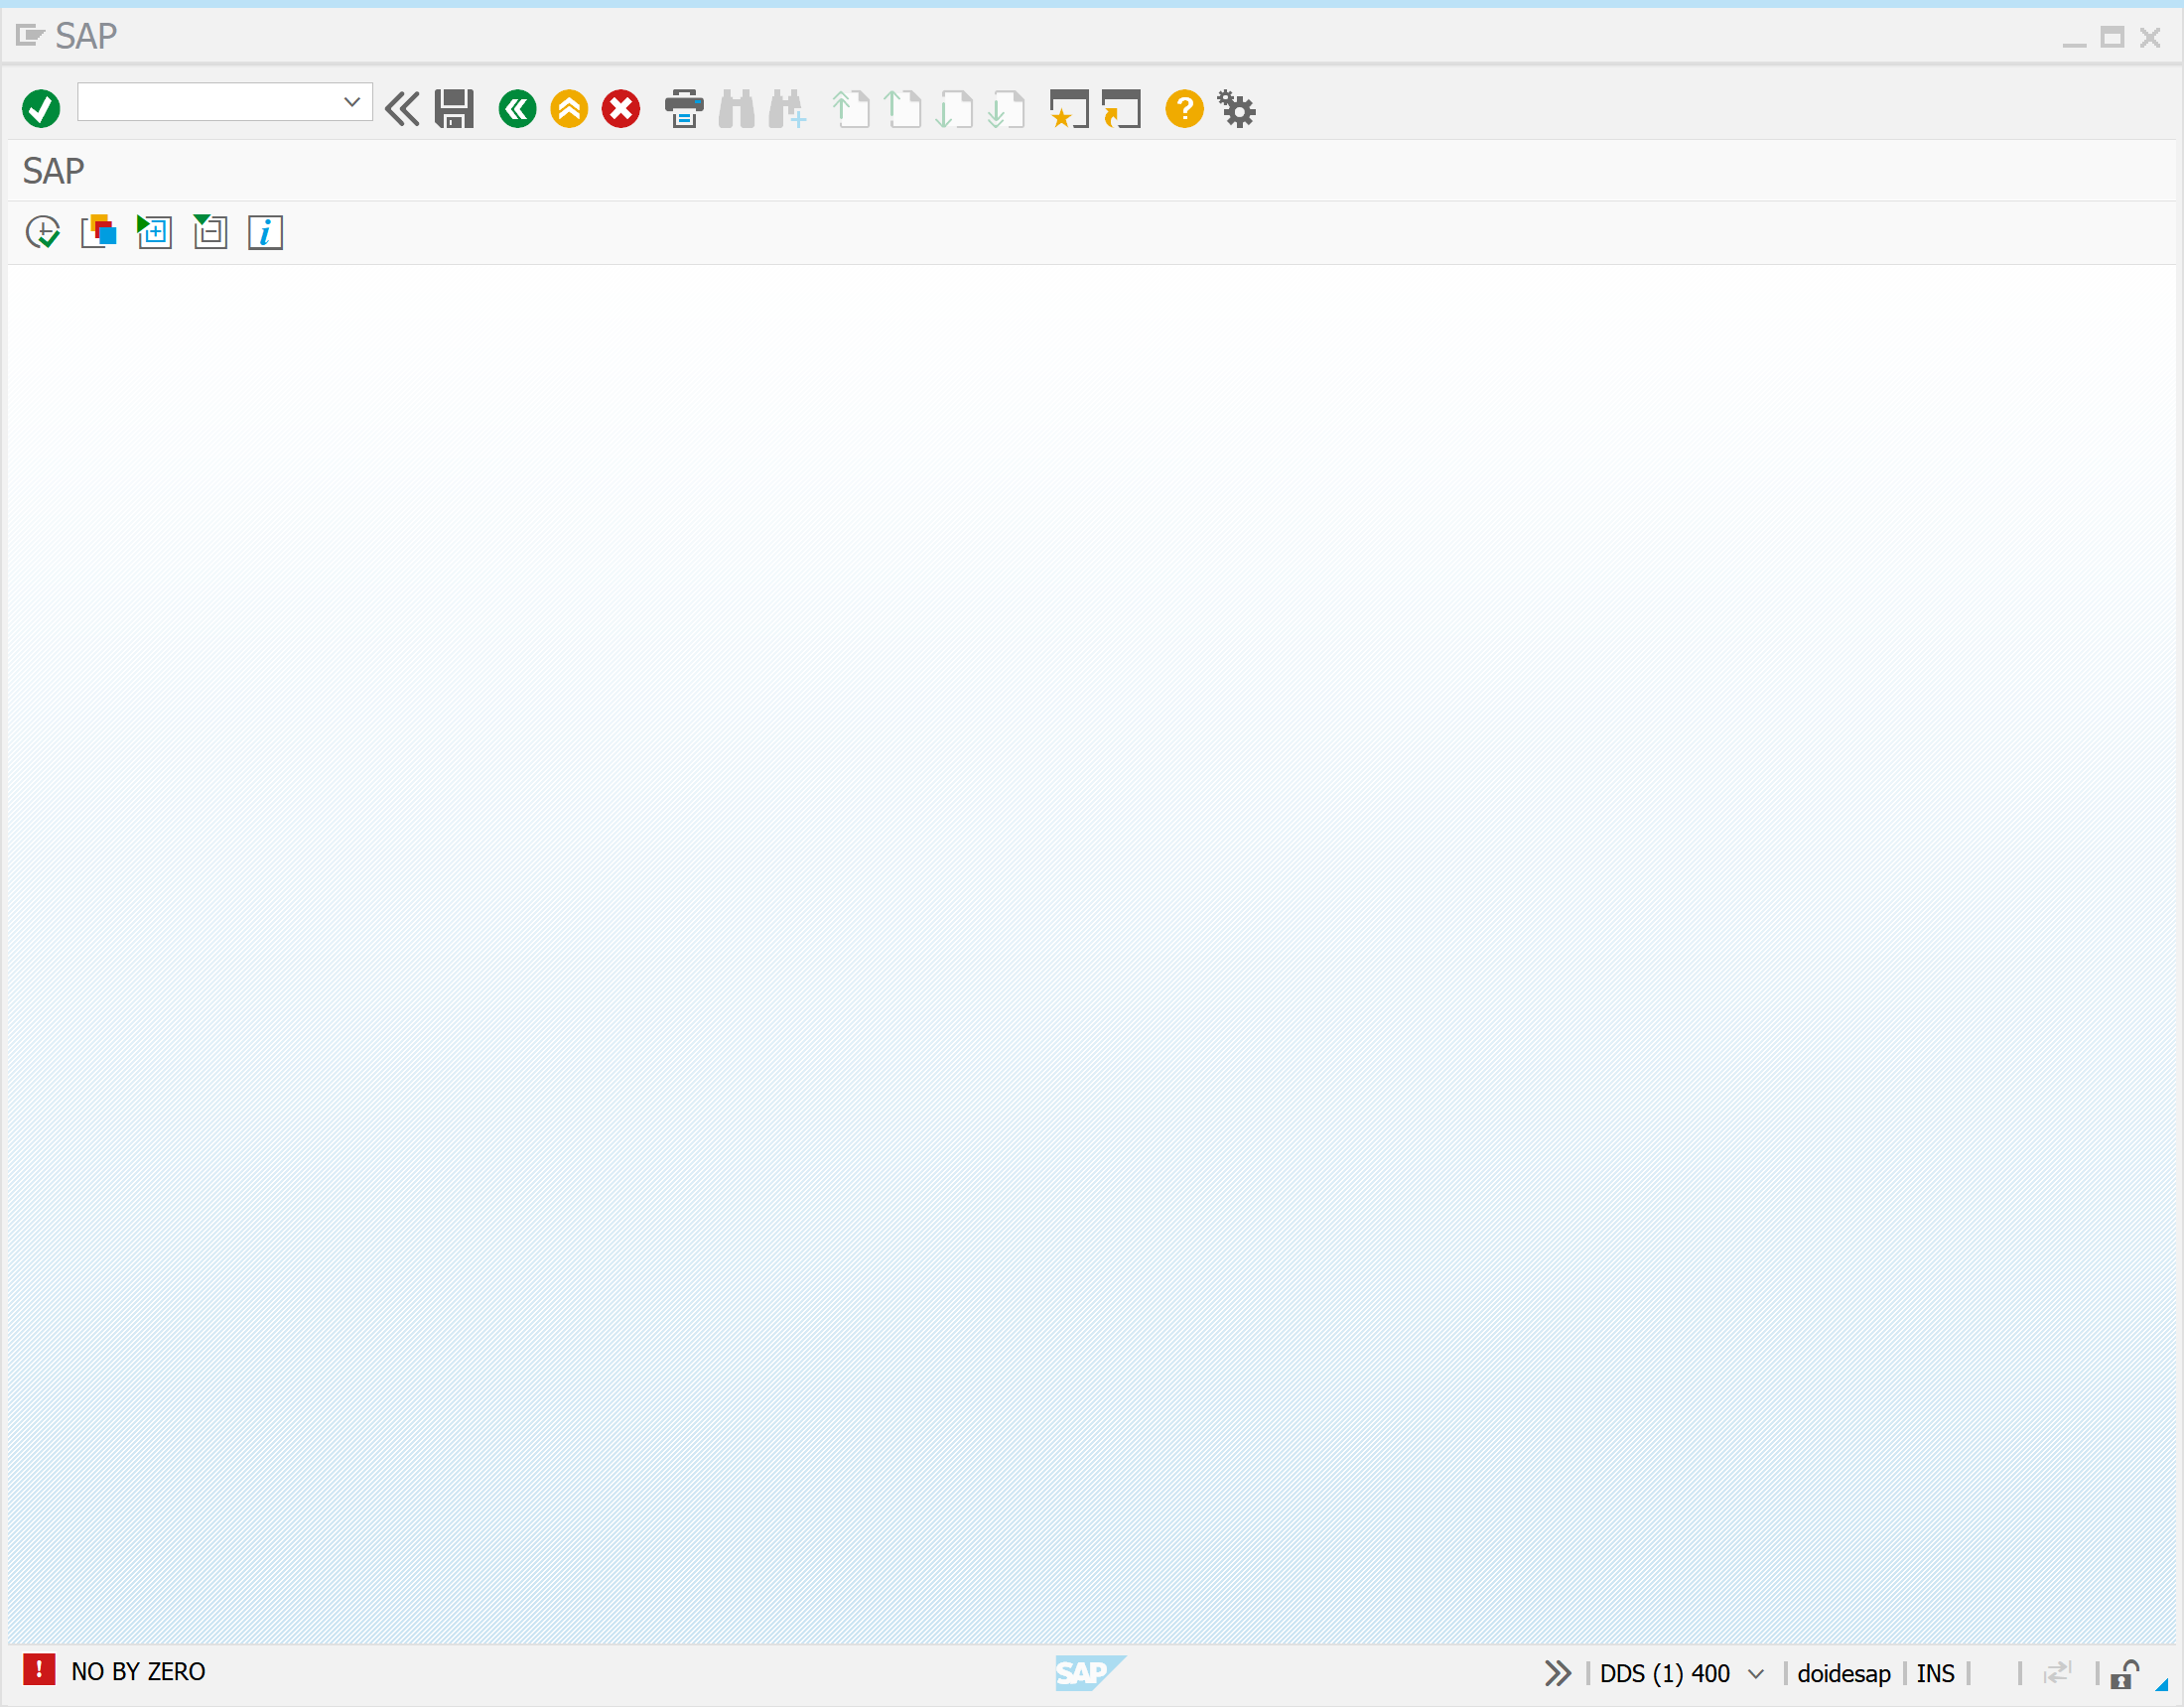 SAP
SAP
NO BY ZERO
SAP
DDS (1) 400
doidesap
INS